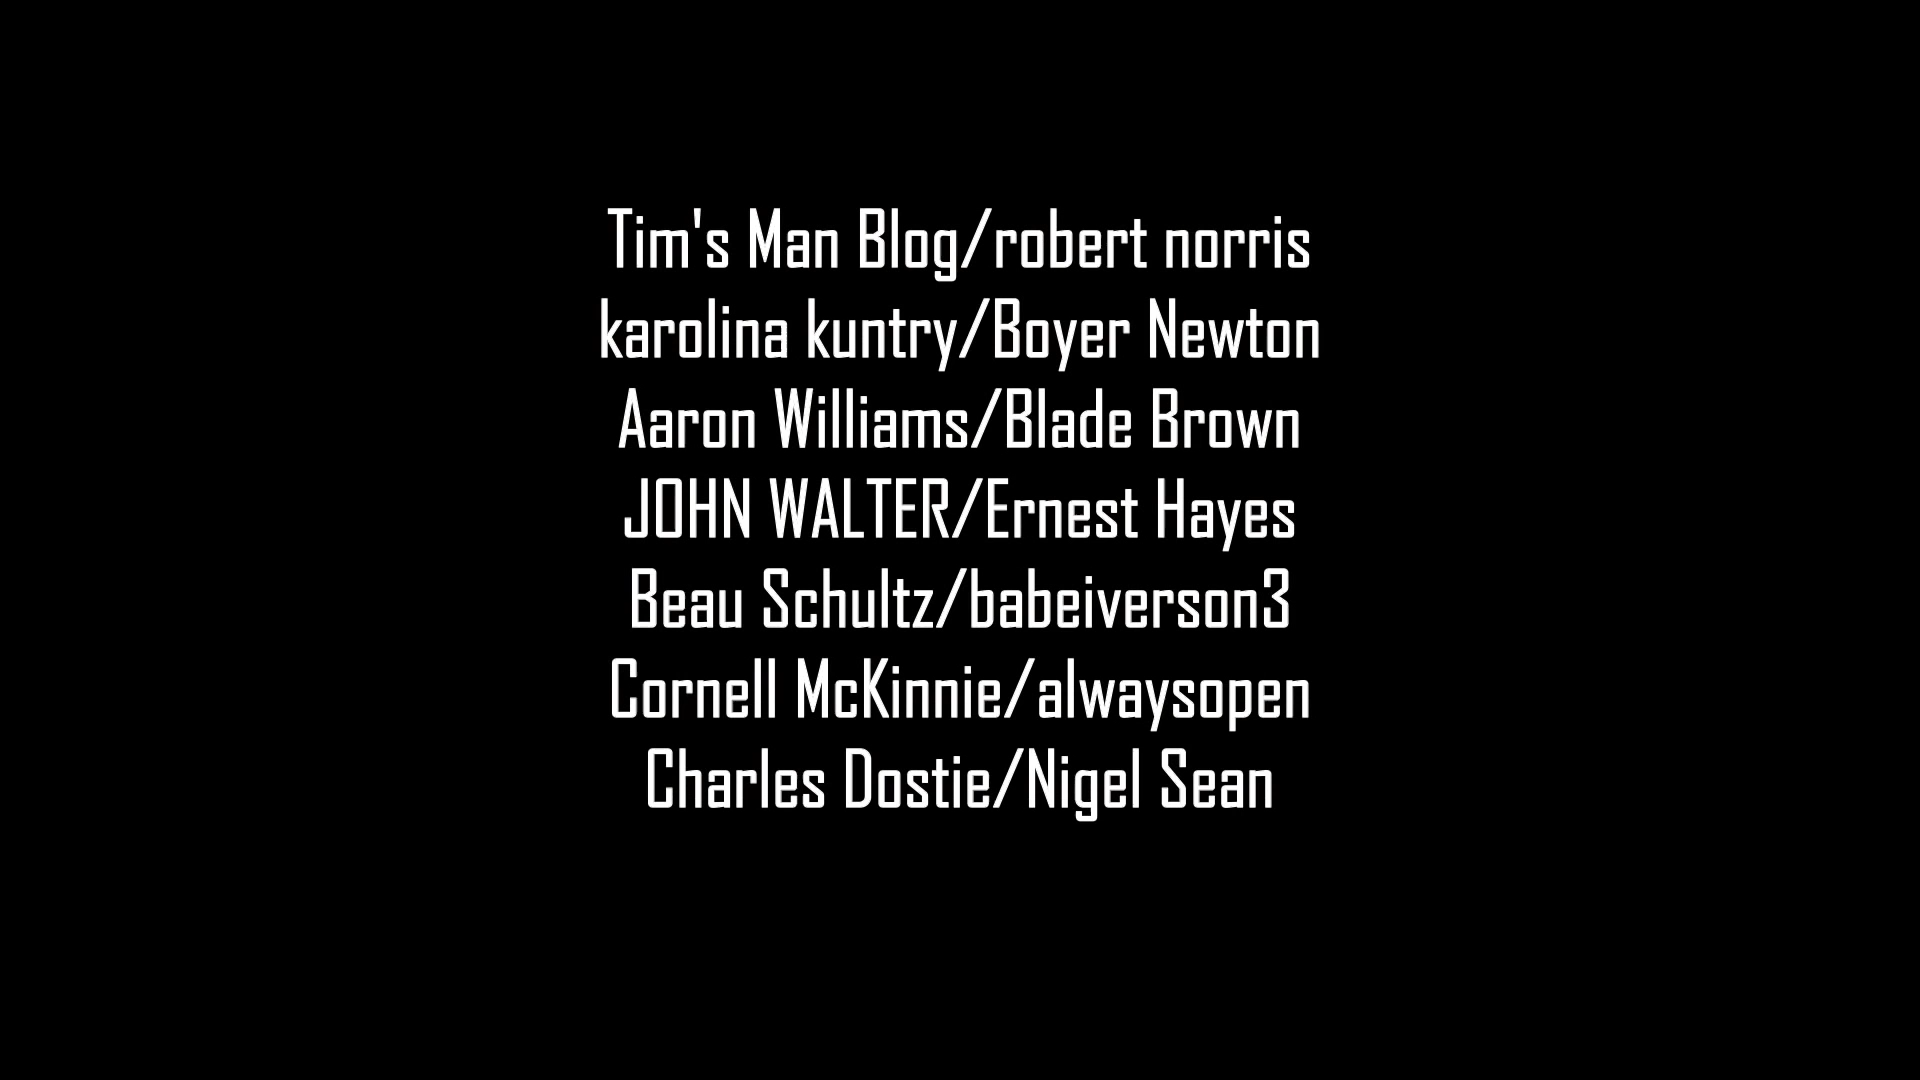 Tim's Man Blog/robert norris
karolina kuntry/Boyer Newton
Aaron Williams/Blade Brown
JOHN WALTER/Ernest Hayes
Beau Schultz/babeiverson3
Cornell McKinnie/alwaysopen
Charles Dostie/Nigel Sean